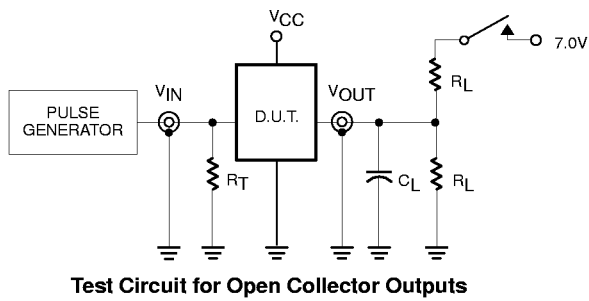 VCC
7.0V
RL
VIN
VOUT
PULSE
GENERATOR
D.U.T.
RT
CL
RL
Test Circuit for Open Collector Outputs